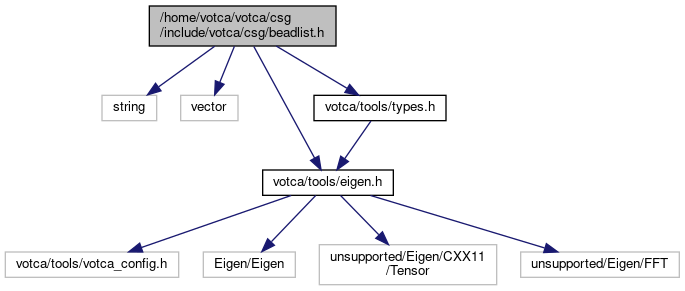 /home/votca/votca/csg
/include/votca/csg/beadlist.h
string
vector
votca/tools/types.h
votca/tools/eigen.h
votca/tools/votca_config.h
Eigen/Eigen
unsupported/Eigen/CXX11
/Tensor
unsupported/Eigen/FFT